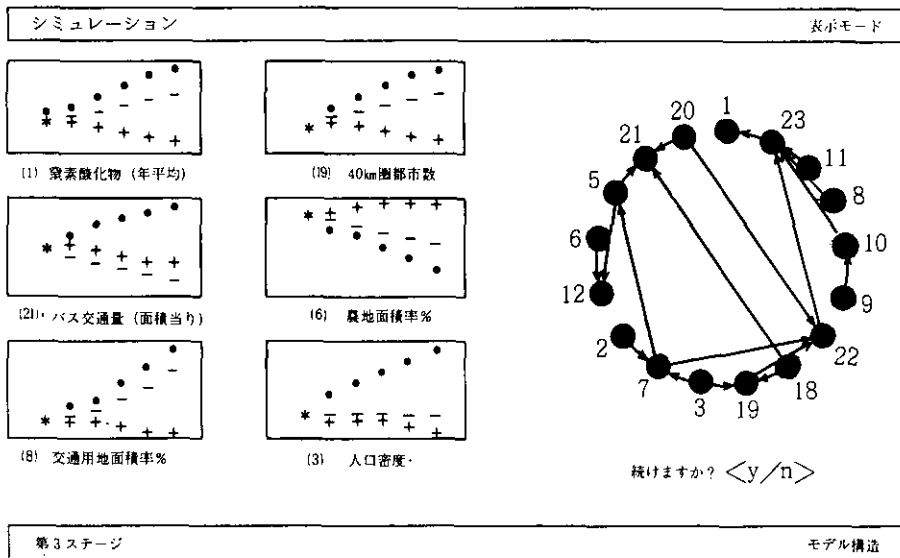 シミュレーション 表示モード
(1) 窒素酸化物 (年平均)
(19) 40km圏都市数
(21) バス交通量 (面積当り)
(6) 農地面積率%
(8) 交通用地面積率%
(3) 人口密度
1
20
23
21
11
5
8
6
10
12
9
2
22
7
18
3
19
続けますか? <y/n>
第3ステージ モデル構造